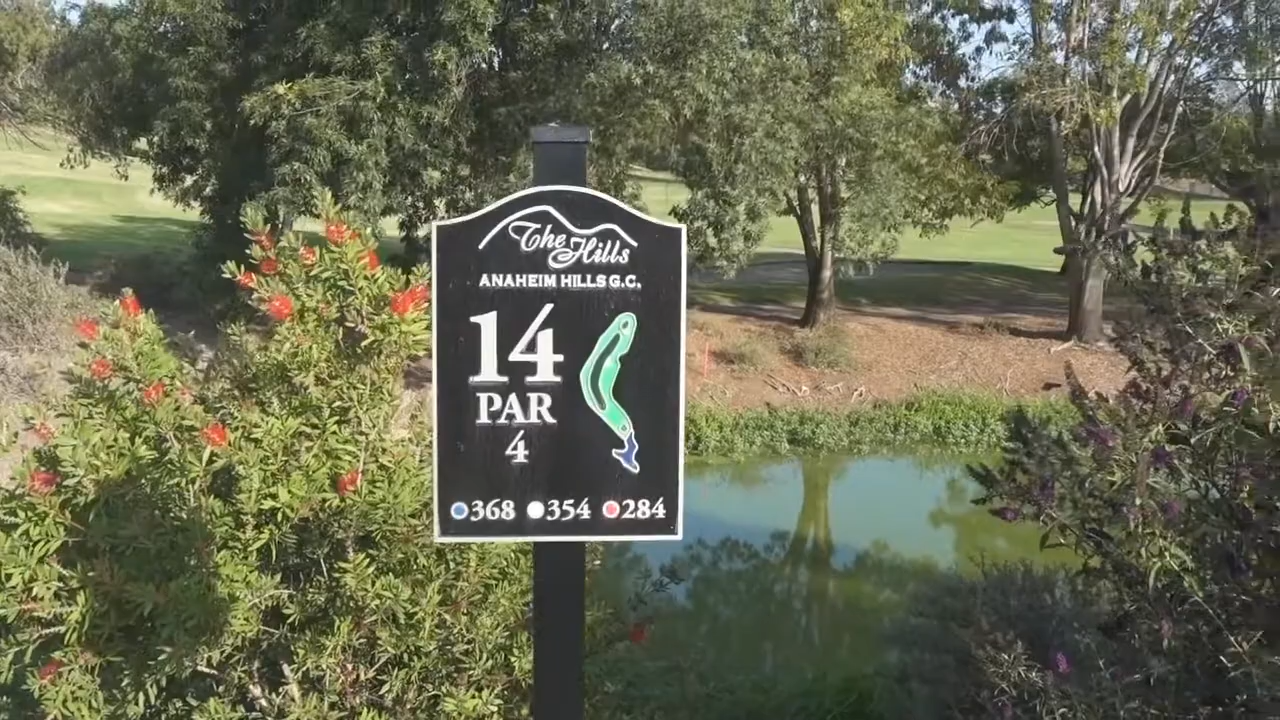 The Hills
ANAHEIM HILLS G.C.
14
PAR
4
368 354 284